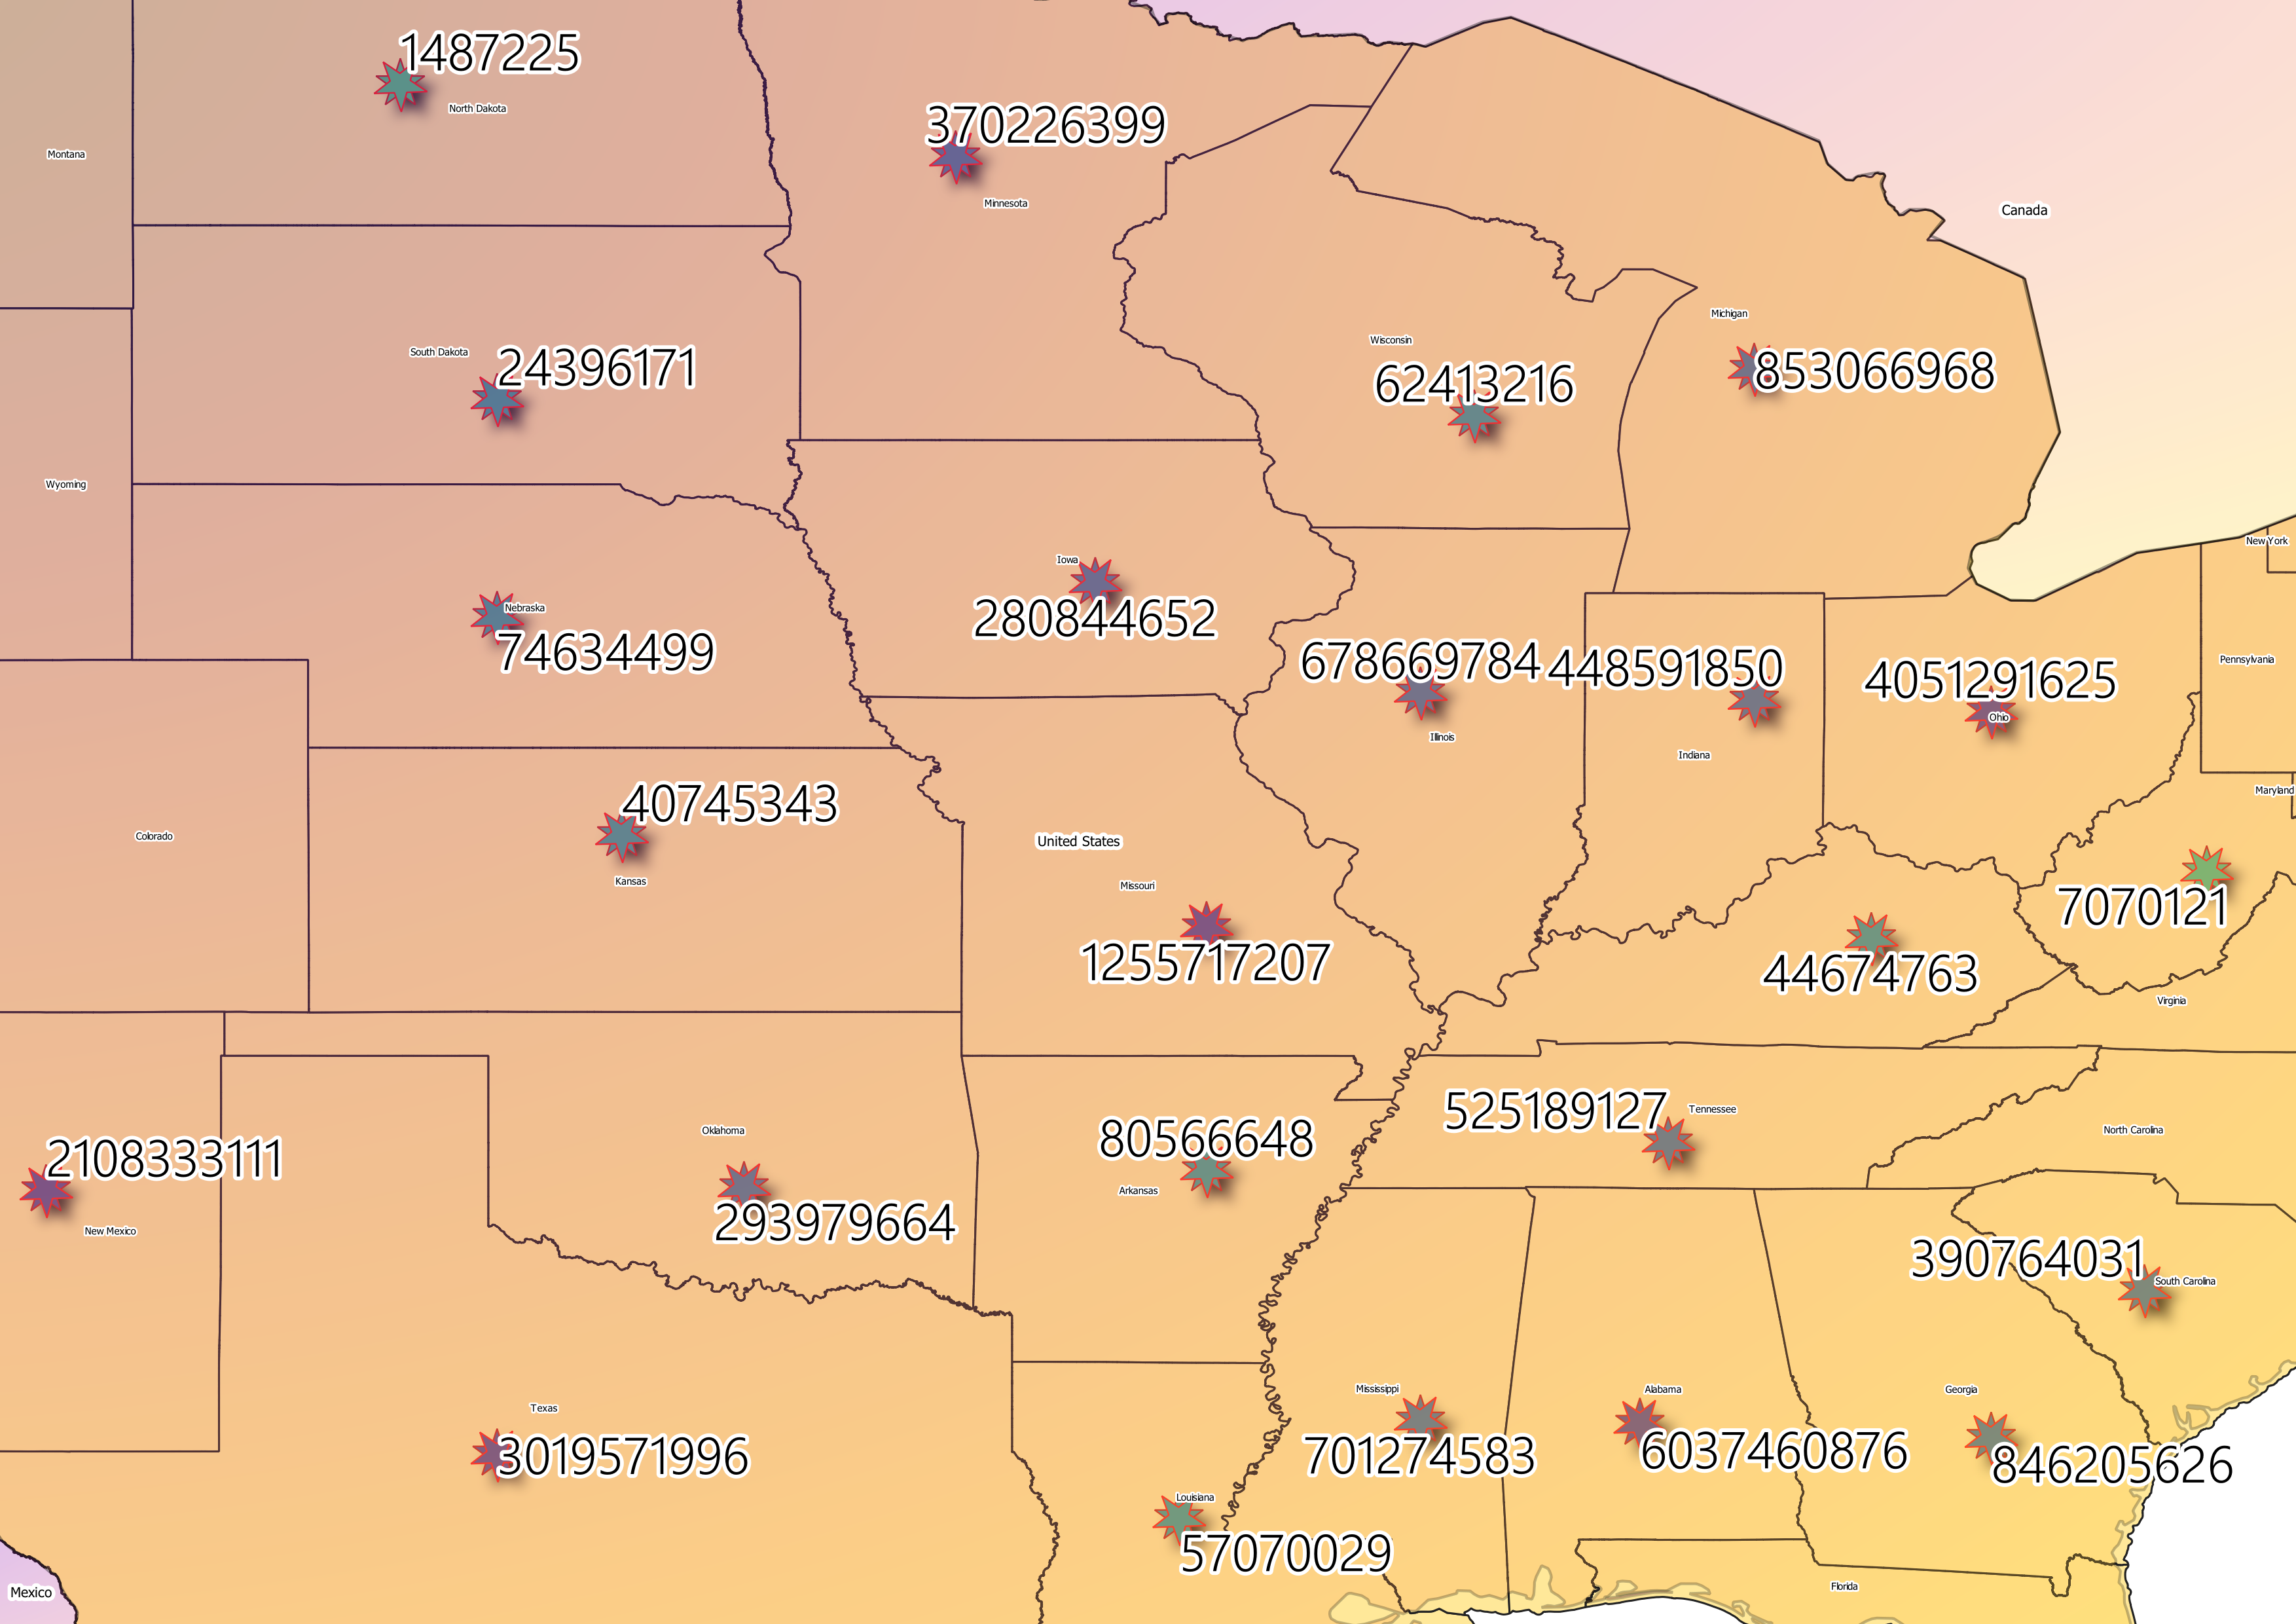 1487225
North Dakota
370226399
Montana
Minnesota
Canada
Michigan
Wisconsin
South Dakota
24396171
62413216
853066968
Wyoming
New York
Iowa
Nebraska
280844652
74634499
678669784
448591850
4051291625
Pennsylvania
Ohio
Illinois
Indiana
Maryland
40745343
Colorado
United States
Kansas
Missouri
7070121
1255717207
44674763
Virginia
525189127
Tennessee
Oklahoma
80566648
North Carolina
2108333111
Arkansas
New Mexico
293979664
390764031
South Carolina
Mississippi
Alabama
Georgia
Texas
3019571996
701274583
6037460876
846205626
Louisiana
57070029
Florida
Mexico